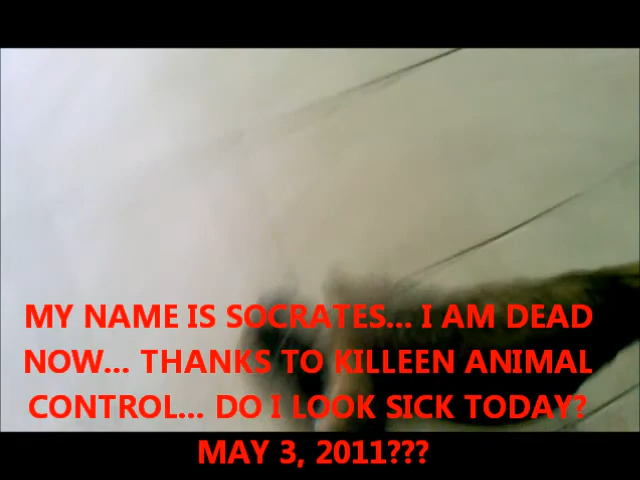 MY NAME IS SOCRATES... I AM DEAD
NOW... THANKS TO KILLEEN ANIMAL
CONTROL... DO I LOOK SICK TODAY?
MAY 3, 2011???